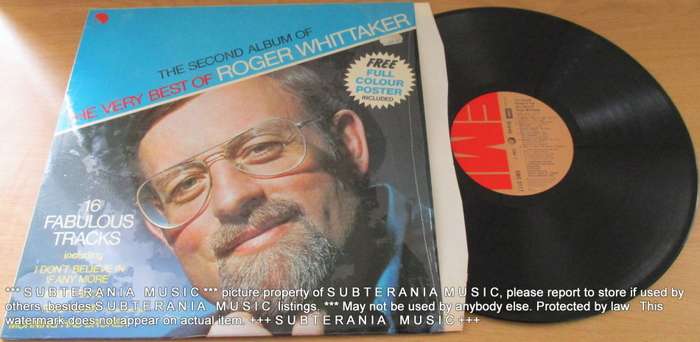 THE SECOND ALBUM OF
THE VERY BEST OF ROGER WHITTAKER
FREE
FULL
COLOUR
POSTER
INCLUDED
16
FABULOUS
TRACKS
including
I DON'T BELIEVE IN
IF ANY MORE
EMI
*** S U B T E R A N I A M U S I C *** picture property of S U B T E R A N I A M U S I C, please report to store if used by
others besides S U B T E R A N I A M U S I C listings. *** May not be used by anybody else. Protected by law. This
watermark does not appear on actual item. +++ S U B T E R A N I A M U S I C +++